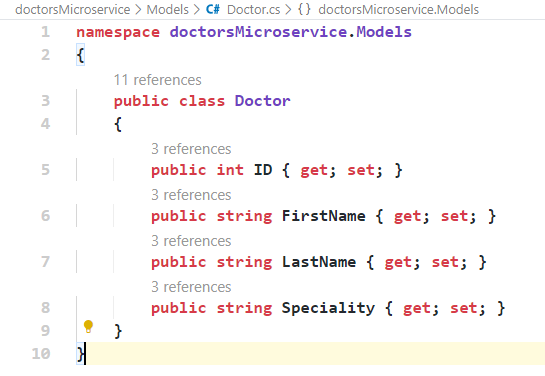 doctorsMicroservice > Models > C# Doctor.cs > {} doctorsMicroservice.Models
1 namespace doctorsMicroservice.Models
2 {
11 references
3 public class Doctor
4 {
3 references
5 public int ID { get; set; }
3 references
6 public string FirstName { get; set; }
3 references
7 public string LastName { get; set; }
3 references
8 public string Speciality { get; set; }
9 }
10 }